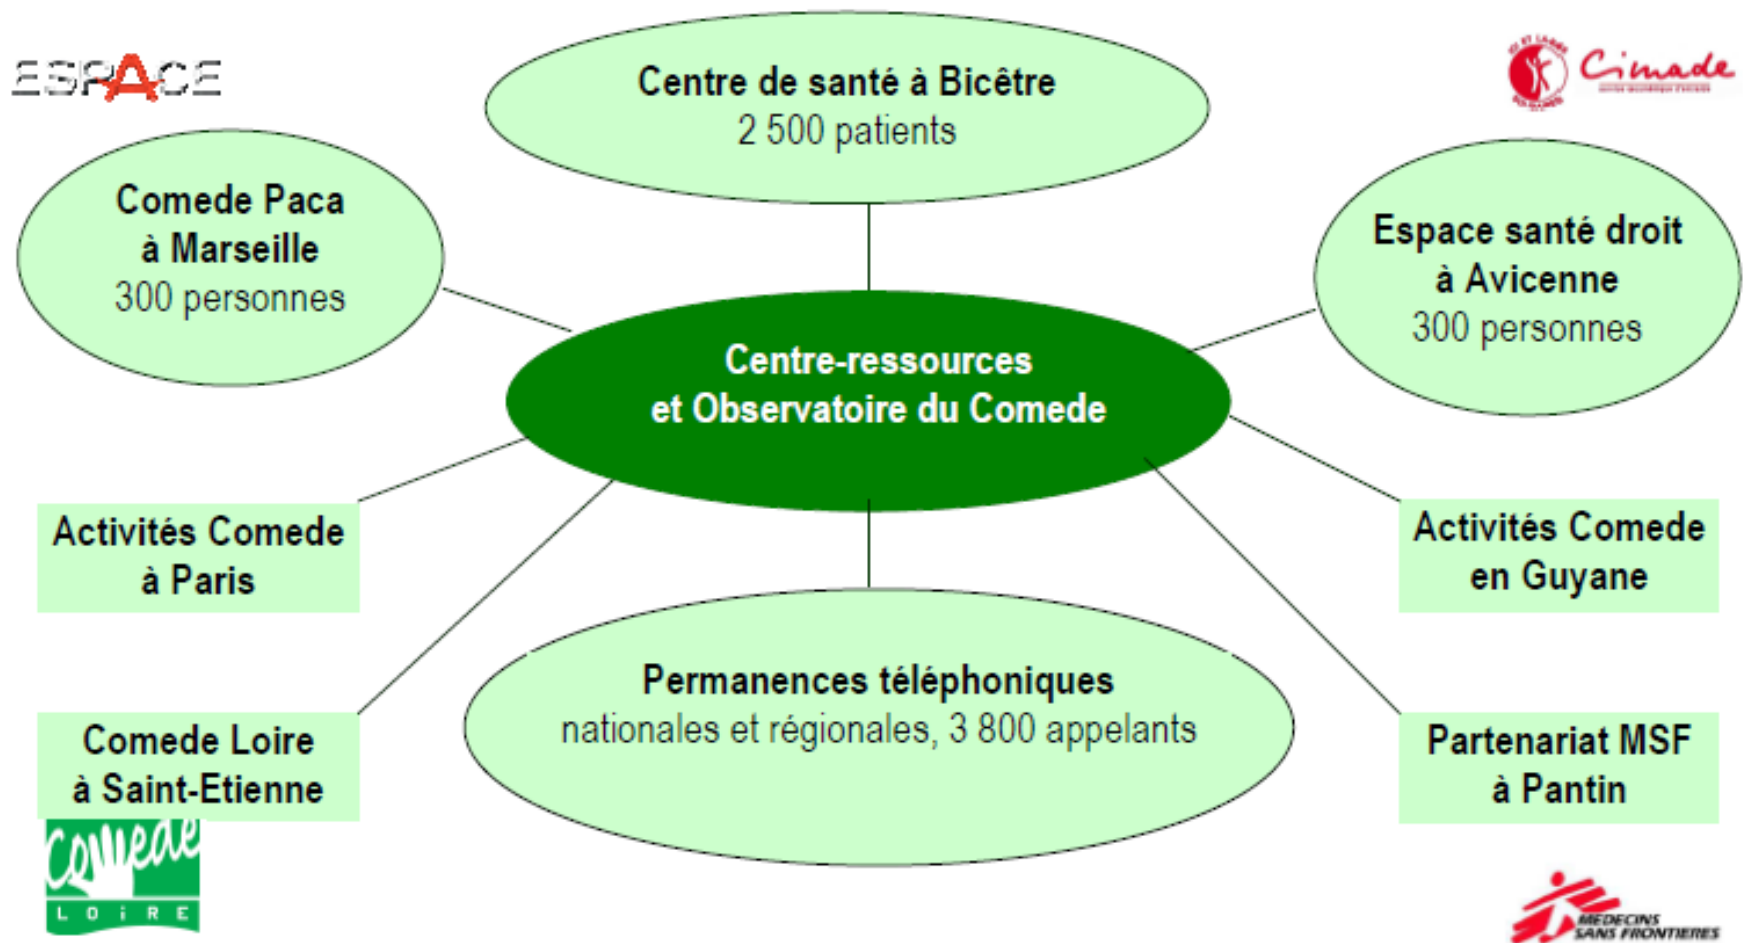 ESPACE
Cimade
Centre de santé à Bicêtre
2 500 patients
Comede Paca
à Marseille
300 personnes
Espace santé droit
à Avicenne
300 personnes
Centre-ressources
et Observatoire du Comede
Activités Comede
à Paris
Activités Comede
en Guyane
Permanences téléphoniques
nationales et régionales, 3 800 appelants
Comede Loire
à Saint-Etienne
Partenariat MSF
à Pantin
Comede
LOiRE
MEDECINS
SANS FRONTIERES